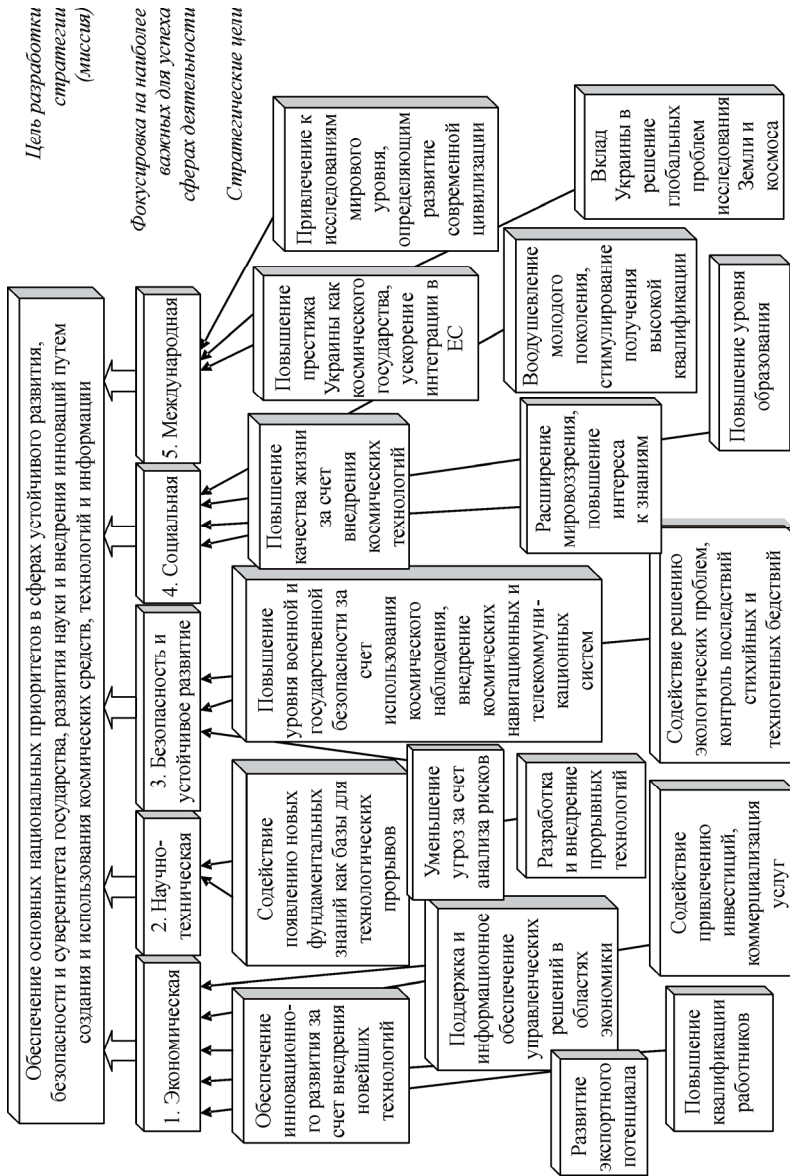 Цель разработки
стратегии
(миссия)
Обеспечение основных национальных приоритетов в сферах устойчивого развития,
безопасности и суверенитета государства, развития науки и внедрения инноваций путем
создания и использования космических средств, технологий и информации
Фокусировка на наиболее
важных для успеха
сферах деятельности
1. Экономическая
2. Научно-
техническая
3. Безопасность и
устойчивое развитие
4. Социальная
5. Международная
Стратегические цели
Обеспечение
инновационно-
го развития за
счет внедрения
новейших
технологий
Содействие
появлению новых
фундаментальных
знаний как базы для
технологических
прорывов
Повышение
уровня военной и
государственной
безопасности за
счет
использования
космического
наблюдения,
внедрение
космических
навигационных и
телекоммуни-
кационных
систем
Повышение
качества жизни
за счет
внедрения
космических
технологий
Повышение
престижа
Украины как
космического
государства,
ускорение
интеграции в
ЕС
Привлечение к
исследованиям
мирового
уровня,
определяющим
развитие
современной
цивилизации
Поддержка и
информационное
обеспечение
управленческих
решений в
областях
экономики
Уменьшение
угроз за счет
анализа рисков
Разработка
и внедрение
прорывных
технологий
Расширение
мировоззрения,
повышение
интереса
к знаниям
Воодушевление
молодого
поколения,
стимулирование
получения
высокой
квалификации
Вклад
Украины в
решение
глобальных
проблем
исследования
Земли и
космоса
Развитие
экспортного
потенциала
Повышение
квалификации
работников
Содействие
привлечению
инвестиций,
коммерциализация
услуг
Содействие решению
экологических проблем,
контроль последствий
стихийных и
техногенных бедствий
Повышение уровня
образования